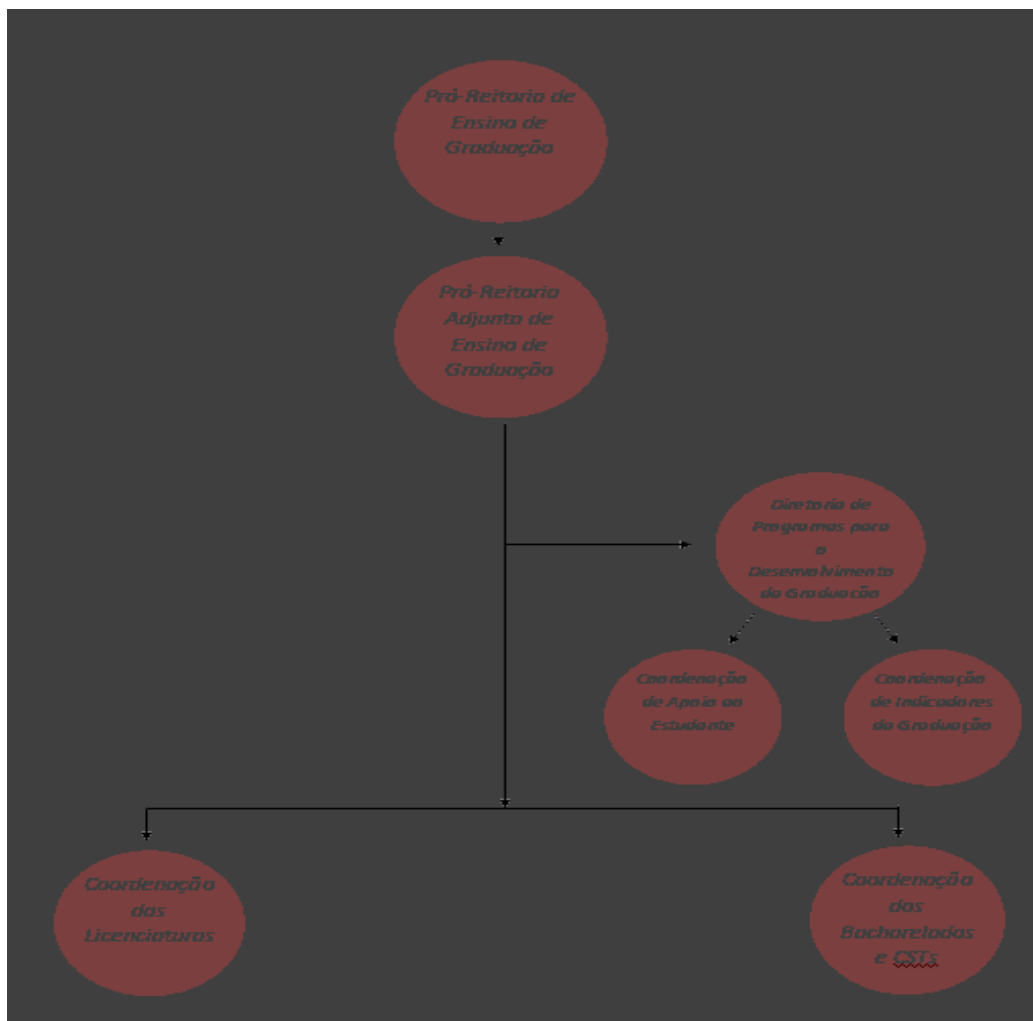 Pró-Reitoria de
Ensino de
Graduação
Pró-Reitoria
Adjunta de
Ensino de
Graduação
Diretoria de
Programas para
o
Desenvolvimento
da Graduação
Coordenação
de Apoio ao
Estudante
Coordenação
de Indicadores
da Graduação
Coordenação
das
Licenciaturas
Coordenação
dos
Bacharelados
e CSTs